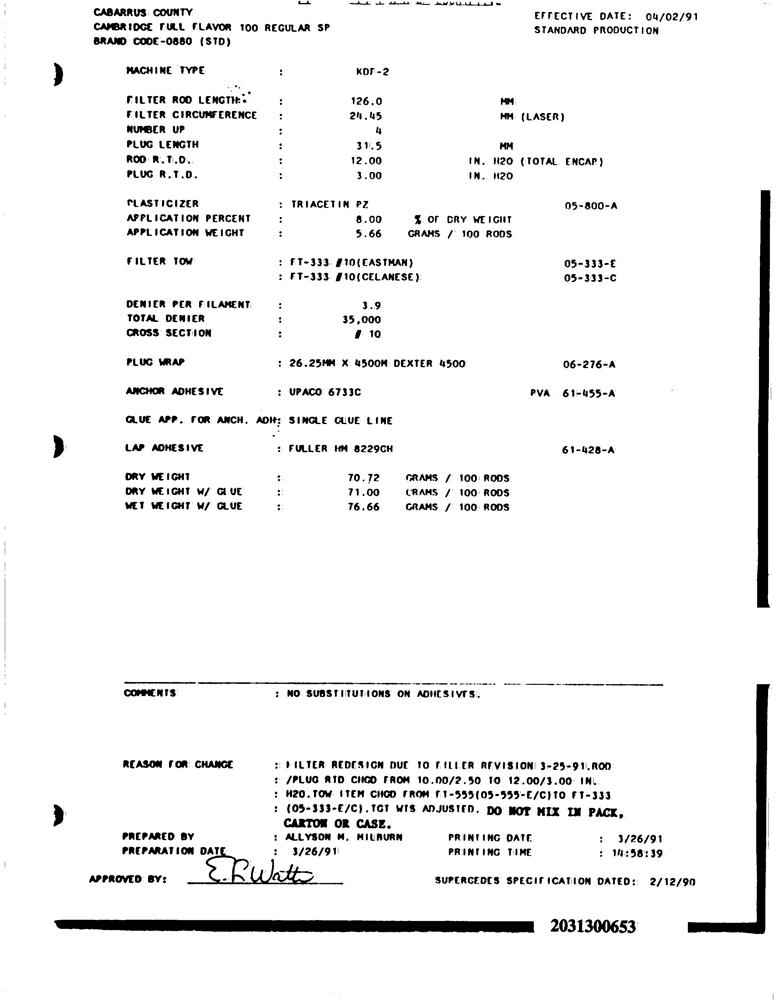 CABARRUS COUNTY
EFFECTIVE DATE: 04/02/91
CAMBRIDGE FULL FLAVOR 100 REGULAR SP
STANDARD PRODUCTION
BRAND CODE-0880 (STD)
MACHINE TYPE : KDF-2
FILTER ROD LENGTH : 126.0 MM
FILTER CIRCUMFERENCE : 24.45 MM (LASER)
NUMBER UP : 4
PLUG LENGTH : 31.5 MM
ROD R.T.D. : 12.00 IN. H2O (TOTAL ENCAP)
PLUG R.T.D. : 3.00 IN. H2O
PLASTICIZER : TRIACETIN PZ 05-800-A
APPLICATION PERCENT : 8.00 % OF DRY WEIGHT
APPLICATION WEIGHT : 5.66 GRAMS / 100 RODS
FILTER TOW : FT-333 #10(EASTMAN) 05-333-E
: FT-333 #10(CELANESE) 05-333-C
DENIER PER FILAMENT : 3.9
TOTAL DENIER : 35,000
CROSS SECTION : # 10
PLUG WRAP : 26.25MM X 4500M DEXTER 4500 06-276-A
ANCHOR ADHESIVE : UPACO 6733C PVA 61-455-A
GLUE APP. FOR ANCH. ADH: SINGLE GLUE LINE
LAP ADHESIVE : FULLER HM 8229CH 61-428-A
DRY WEIGHT : 70.72 GRAMS / 100 RODS
DRY WEIGHT W/ GLUE : 71.00 GRAMS / 100 RODS
WET WEIGHT W/ GLUE : 76.66 GRAMS / 100 RODS
COMMENTS : NO SUBSTITUTIONS ON ADHESIVES.
REASON FOR CHANGE : FILTER REDESIGN DUE TO FILLER REVISION 3-25-91.ROD
: /PLUG RTD CHGD FROM 10.00/2.50 TO 12.00/3.00 IN.
: H2O.TOW ITEM CHGD FROM FT-555(05-555-E/C)TO FT-333
: (05-333-E/C).TGT WTS ADJUSTED. DO NOT MIX IN PACK,
CARTON OR CASE.
PREPARED BY : ALLYSON M. MILBURN PRINTING DATE : 3/26/91
PREPARATION DATE : 3/26/91 PRINTING TIME : 14:58:39
APPROVED BY: E.R. Watts SUPERCEDES SPECIFICATION DATED: 2/12/90
2031300653